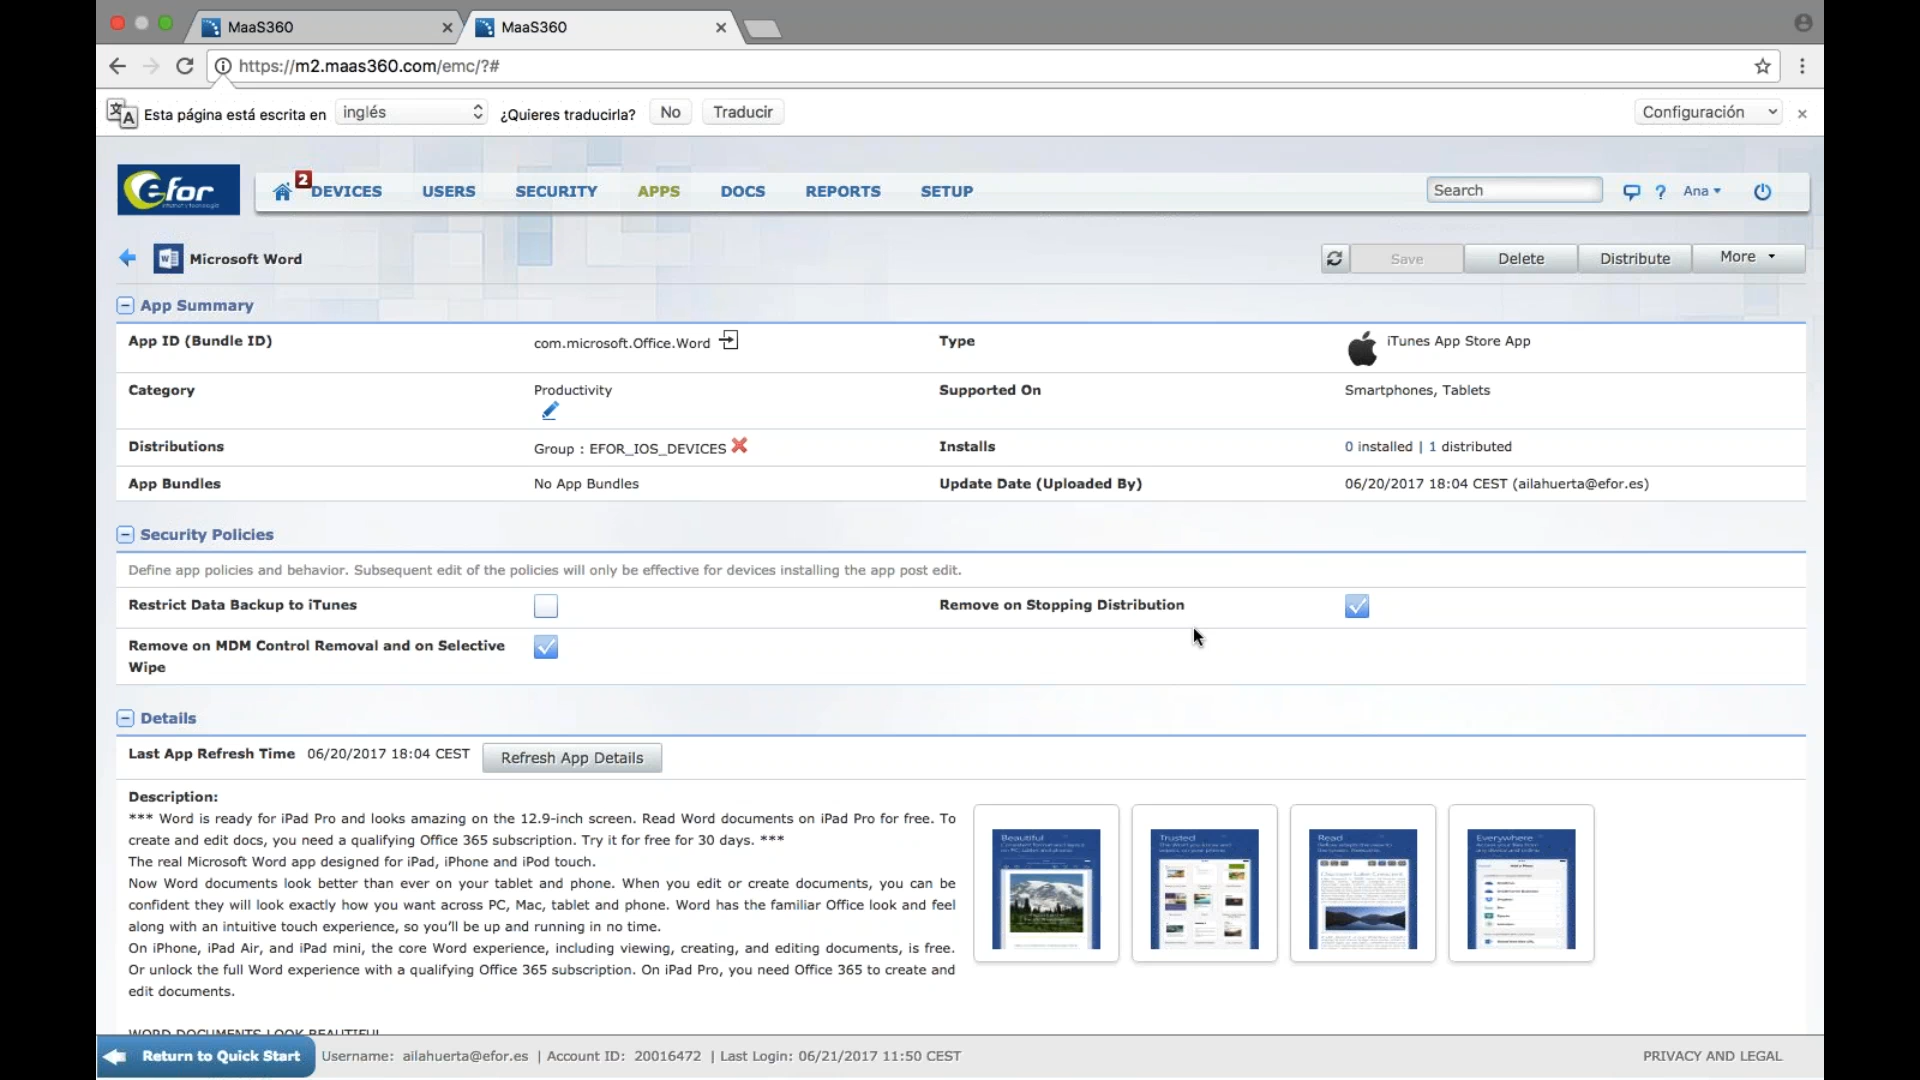 MaaS360
MaaS360
https://m2.maas360.com/emc/?#
Esta página está escrita en inglés ¿Quieres traducirla? No Traducir Configuración
efor
2
DEVICES USERS SECURITY APPS DOCS REPORTS SETUP Search ? Ana
Microsoft Word Save Delete Distribute More
App Summary
App ID (Bundle ID) com.microsoft.Office.Word Type iTunes App Store App
Category Productivity Supported On Smartphones, Tablets
Distributions Group : EFOR_IOS_DEVICES Installs 0 installed | 1 distributed
App Bundles No App Bundles Update Date (Uploaded By) 06/20/2017 18:04 CEST (ailahuerta@efor.es)
Security Policies
Define app policies and behavior. Subsequent edit of the policies will only be effective for devices installing the app post edit.
Restrict Data Backup to iTunes Remove on Stopping Distribution
Remove on MDM Control Removal and on Selective
Wipe
Details
Last App Refresh Time 06/20/2017 18:04 CEST Refresh App Details
Description:
*** Word is ready for iPad Pro and looks amazing on the 12.9-inch screen. Read Word documents on iPad Pro for free. To
create and edit docs, you need a qualifying Office 365 subscription. Try it for free for 30 days. ***
The real Microsoft Word app designed for iPad, iPhone and iPod touch.
Now Word documents look better than ever on your tablet and phone. When you edit or create documents, you can be
confident they will look exactly how you want across PC, Mac, tablet and phone. Word has the familiar Office look and feel
along with an intuitive touch experience, so you'll be up and running in no time.
On iPhone, iPad Air, and iPad mini, the core Word experience, including viewing, creating, and editing documents, is free.
Or unlock the full Word experience with a qualifying Office 365 subscription. On iPad Pro, you need Office 365 to create and
edit documents.
WORD DOCUMENTS LOOK BEAUTIFUL
Beautiful
Trusted
Read
Everywhere
Return to Quick Start Username: ailahuerta@efor.es | Account ID: 20016472 | Last Login: 06/21/2017 11:50 CEST PRIVACY AND LEGAL